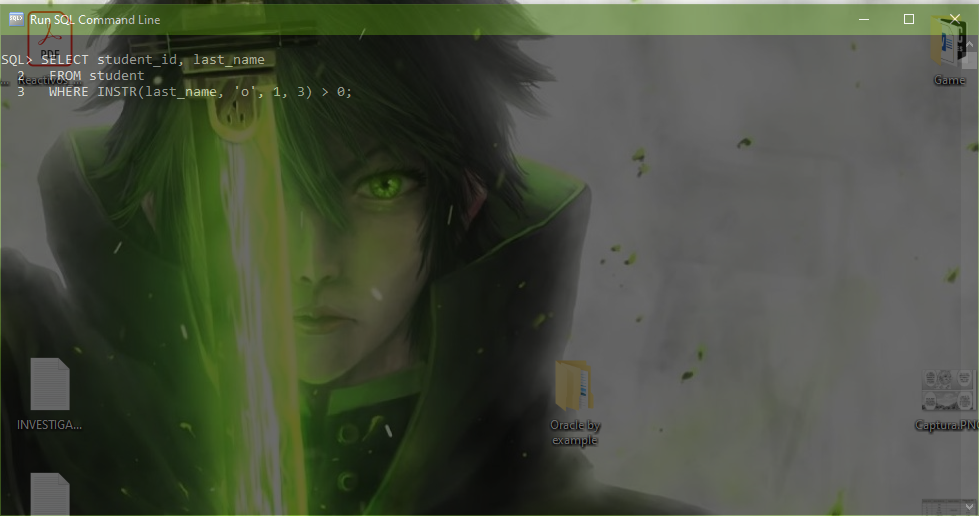 Run SQL Command Line
PDF
SQL> SELECT student_id, last_name
2 FROM student
3 WHERE INSTR(last_name, 'o', 1, 3) > 0;
Game
INVESTIGA...
Oracle by
example
Captura.PNG